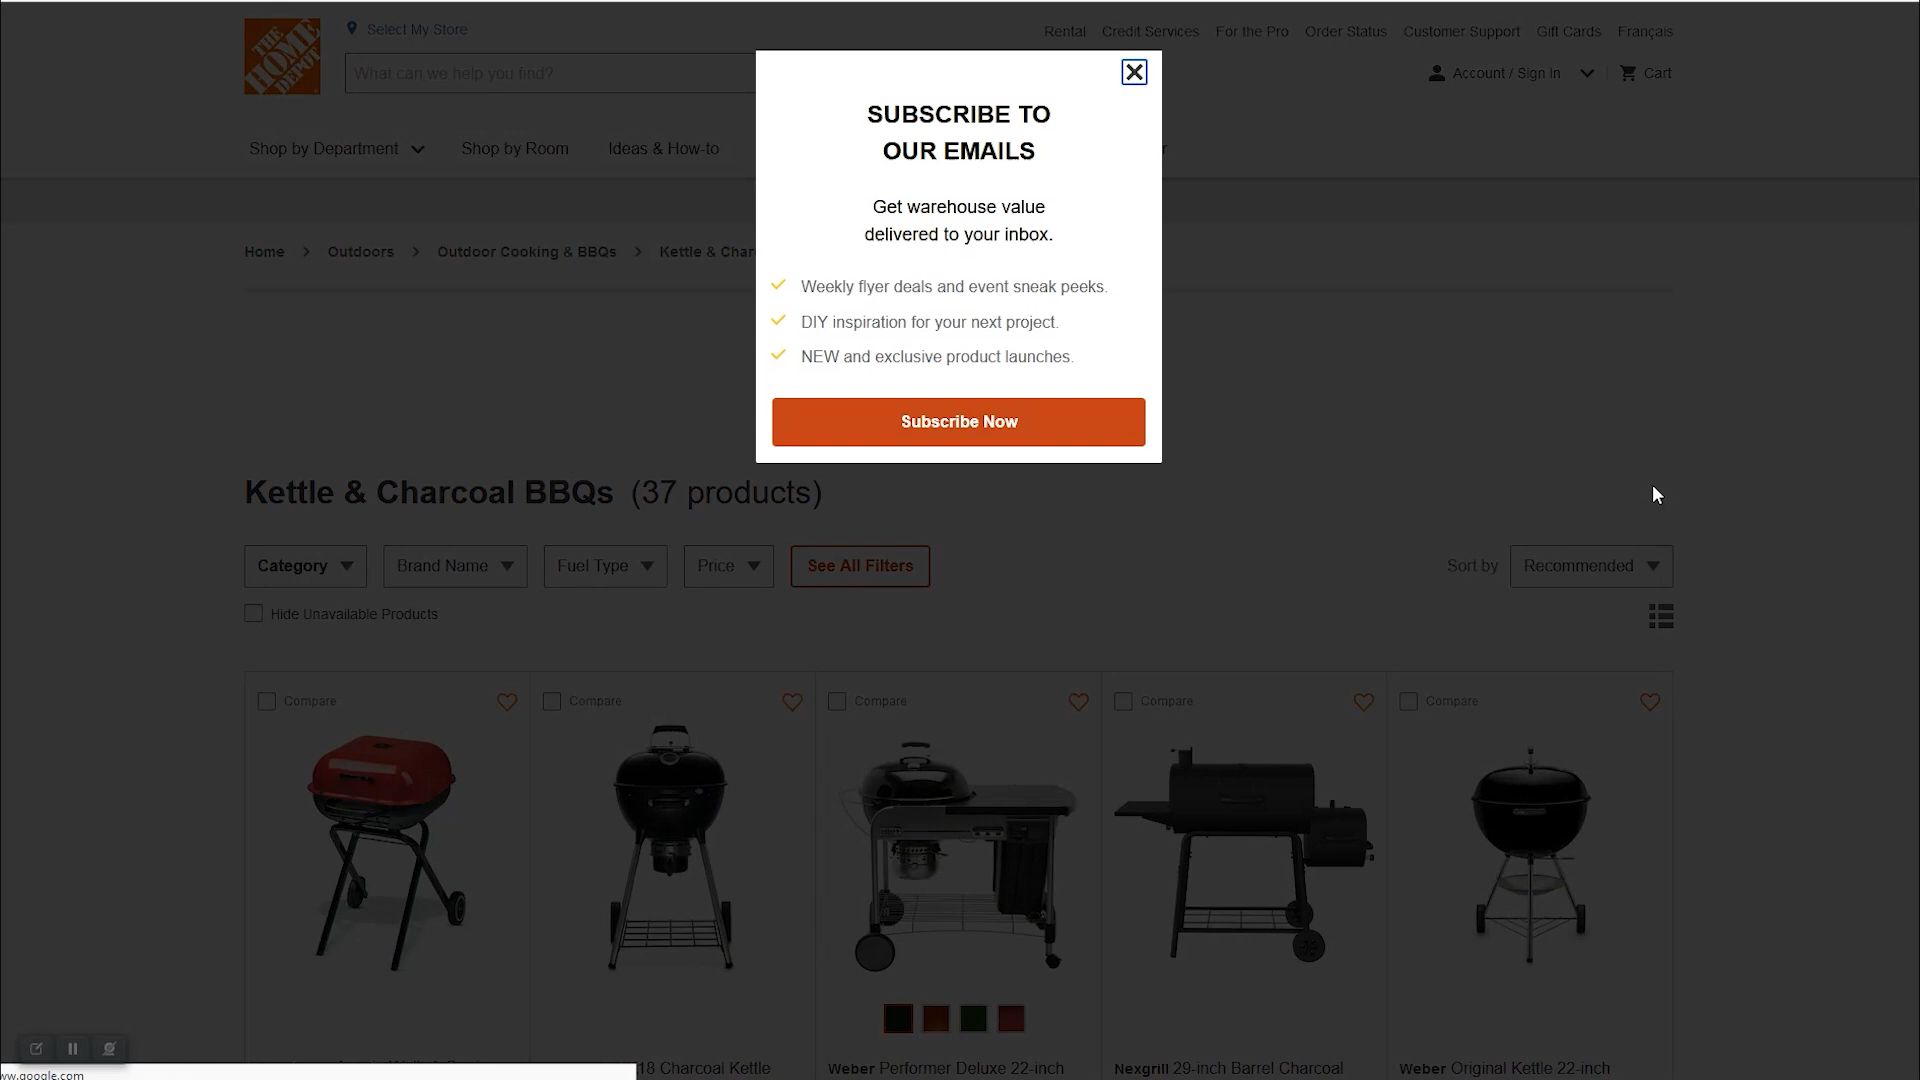 THE
HOME
DEPOT
Select My Store
Rental Credit Services For the Pro Order Status Customer Support Gift Cards Français
What can we help you find?
Account / Sign In
Cart
Shop by Department Shop by Room Ideas & How-to
SUBSCRIBE TO
OUR EMAILS
Get warehouse value
delivered to your inbox.
Weekly flyer deals and event sneak peeks.
DIY inspiration for your next project.
NEW and exclusive product launches.
Subscribe Now
Home > Outdoors > Outdoor Cooking & BBQs > Kettle & Char
Kettle & Charcoal BBQs (37 products)
Category Brand Name Fuel Type Price See All Filters
Sort by Recommended
Hide Unavailable Products
Compare Compare Compare Compare Compare
18 Charcoal Kettle
Weber Performer Deluxe 22-inch
Nexgrill 29-inch Barrel Charcoal
Weber Original Kettle 22-inch
ww.google.com